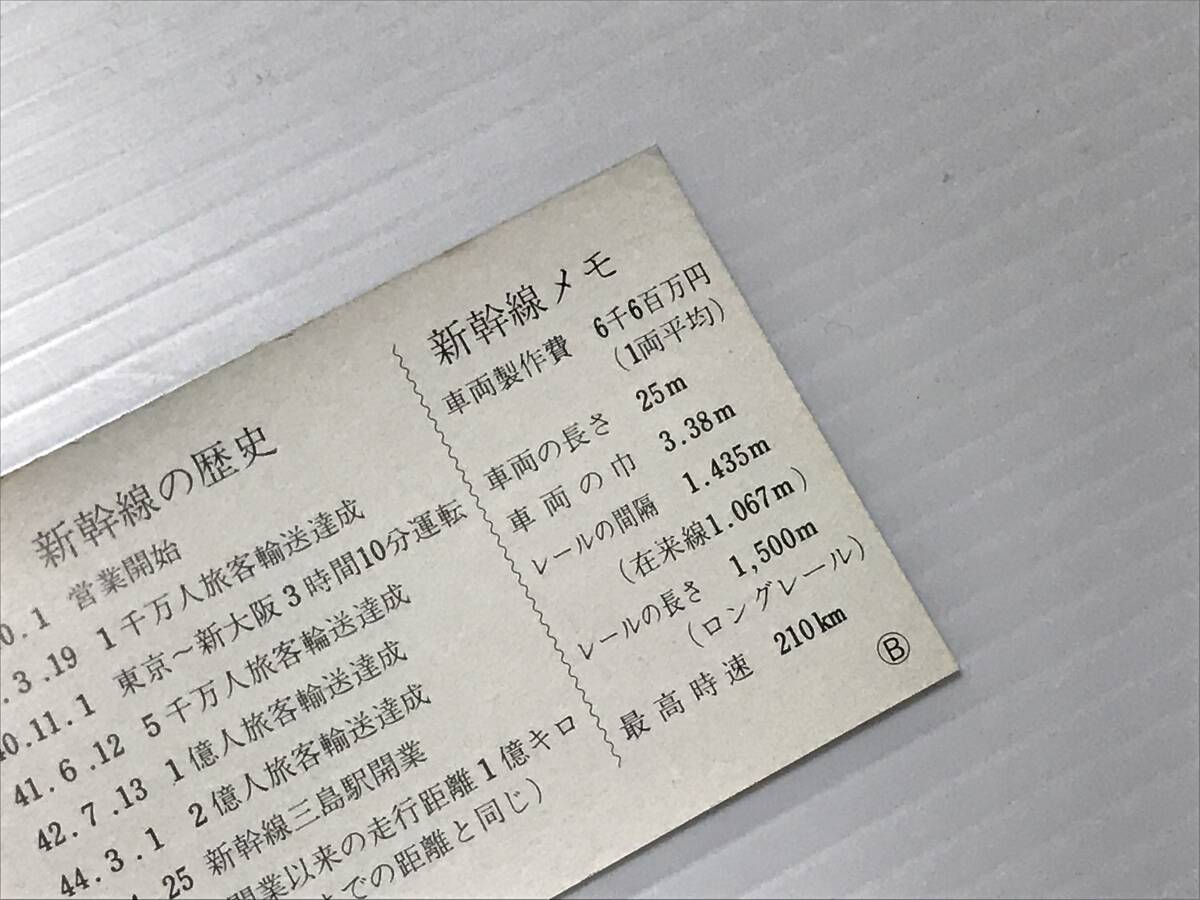 新幹線の歴史
0.1 営業開始
.3.19 1千万人旅客輸送達成
40.11.1 東京〜新大阪3時間10分運転
41.6.12 5千万人旅客輸送達成
42.7.13 1億人旅客輸送達成
44.3.1 2億人旅客輸送達成
.25 新幹線三島駅開業
開業以来の走行距離1億キロ
までの距離と同じ)
新幹線メモ
車両製作費 6千6百万円
(1両平均)
車両の長さ 25m
車両の巾 3.38m
レールの間隔 1.435m
(在来線1.067m)
レールの長さ 1,500m
(ロングレール)
最高時速 210km
Ⓑ